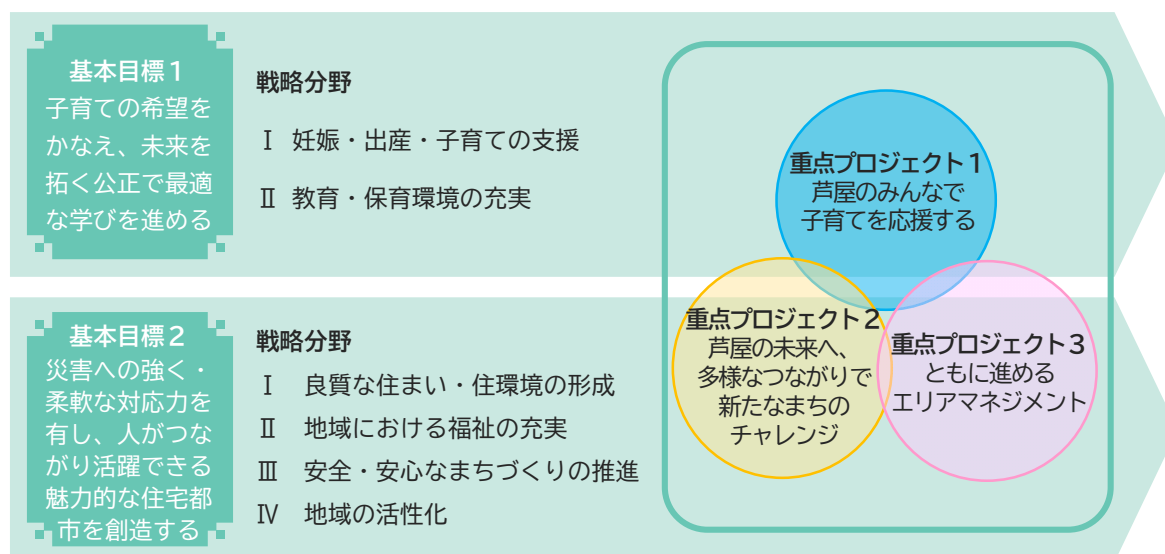 基本目標1
子育ての希望を
かなえ、未来を
拓く公正で最適
な学びを進める
戦略分野
Ⅰ 妊娠・出産・子育ての支援
Ⅱ 教育・保育環境の充実
基本目標2
災害への強く・
柔軟な対応力を
有し、人がつな
がり活躍できる
魅力的な住宅都
市を創造する
戦略分野
Ⅰ 良質な住まい・住環境の形成
Ⅱ 地域における福祉の充実
Ⅲ 安全・安心なまちづくりの推進
Ⅳ 地域の活性化
重点プロジェクト1
芦屋のみんなで
子育てを応援する
重点プロジェクト2
芦屋の未来へ、
多様なつながりで
新たなまちの
チャレンジ
重点プロジェクト3
ともに進める
エリアマネジメント